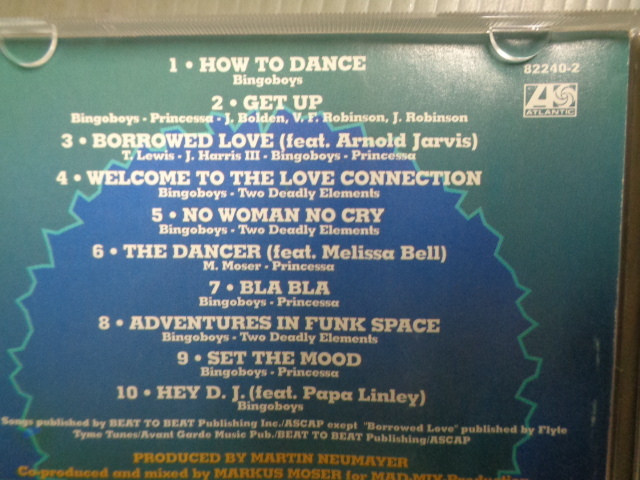 1 • HOW TO DANCE
Bingoboys
82240-2
ATLANTIC
2 • GET UP
Bingoboys - Princessa - J. Bolden, V. F. Robinson, J. Robinson
3 • BORROWED LOVE (feat. Arnold Jarvis)
T. Lewis - J. Harris III - Bingoboys - Princessa
4 • WELCOME TO THE LOVE CONNECTION
Bingoboys - Two Deadly Elements
5 • NO WOMAN NO CRY
Bingoboys - Two Deadly Elements
6 • THE DANCER (feat. Melissa Bell)
M. Moser - Princessa
7 • BLA BLA
Bingoboys - Princessa
8 • ADVENTURES IN FUNK SPACE
Bingoboys - Two Deadly Elements
9 • SET THE MOOD
Bingoboys - Princessa
10 • HEY D. J. (feat. Papa Linley)
Bingoboys
Songs published by BEAT TO BEAT Publishing Inc./ASCAP exept "Borrowed Love" published by Flyte
Tyme Tunes/Avant Garde Music Pub./BEAT TO BEAT Publishing/ASCAP
PRODUCED BY MARTIN NEUMAYER
Co-produced and mixed by MARKUS MOSER for MAD-MIX Production